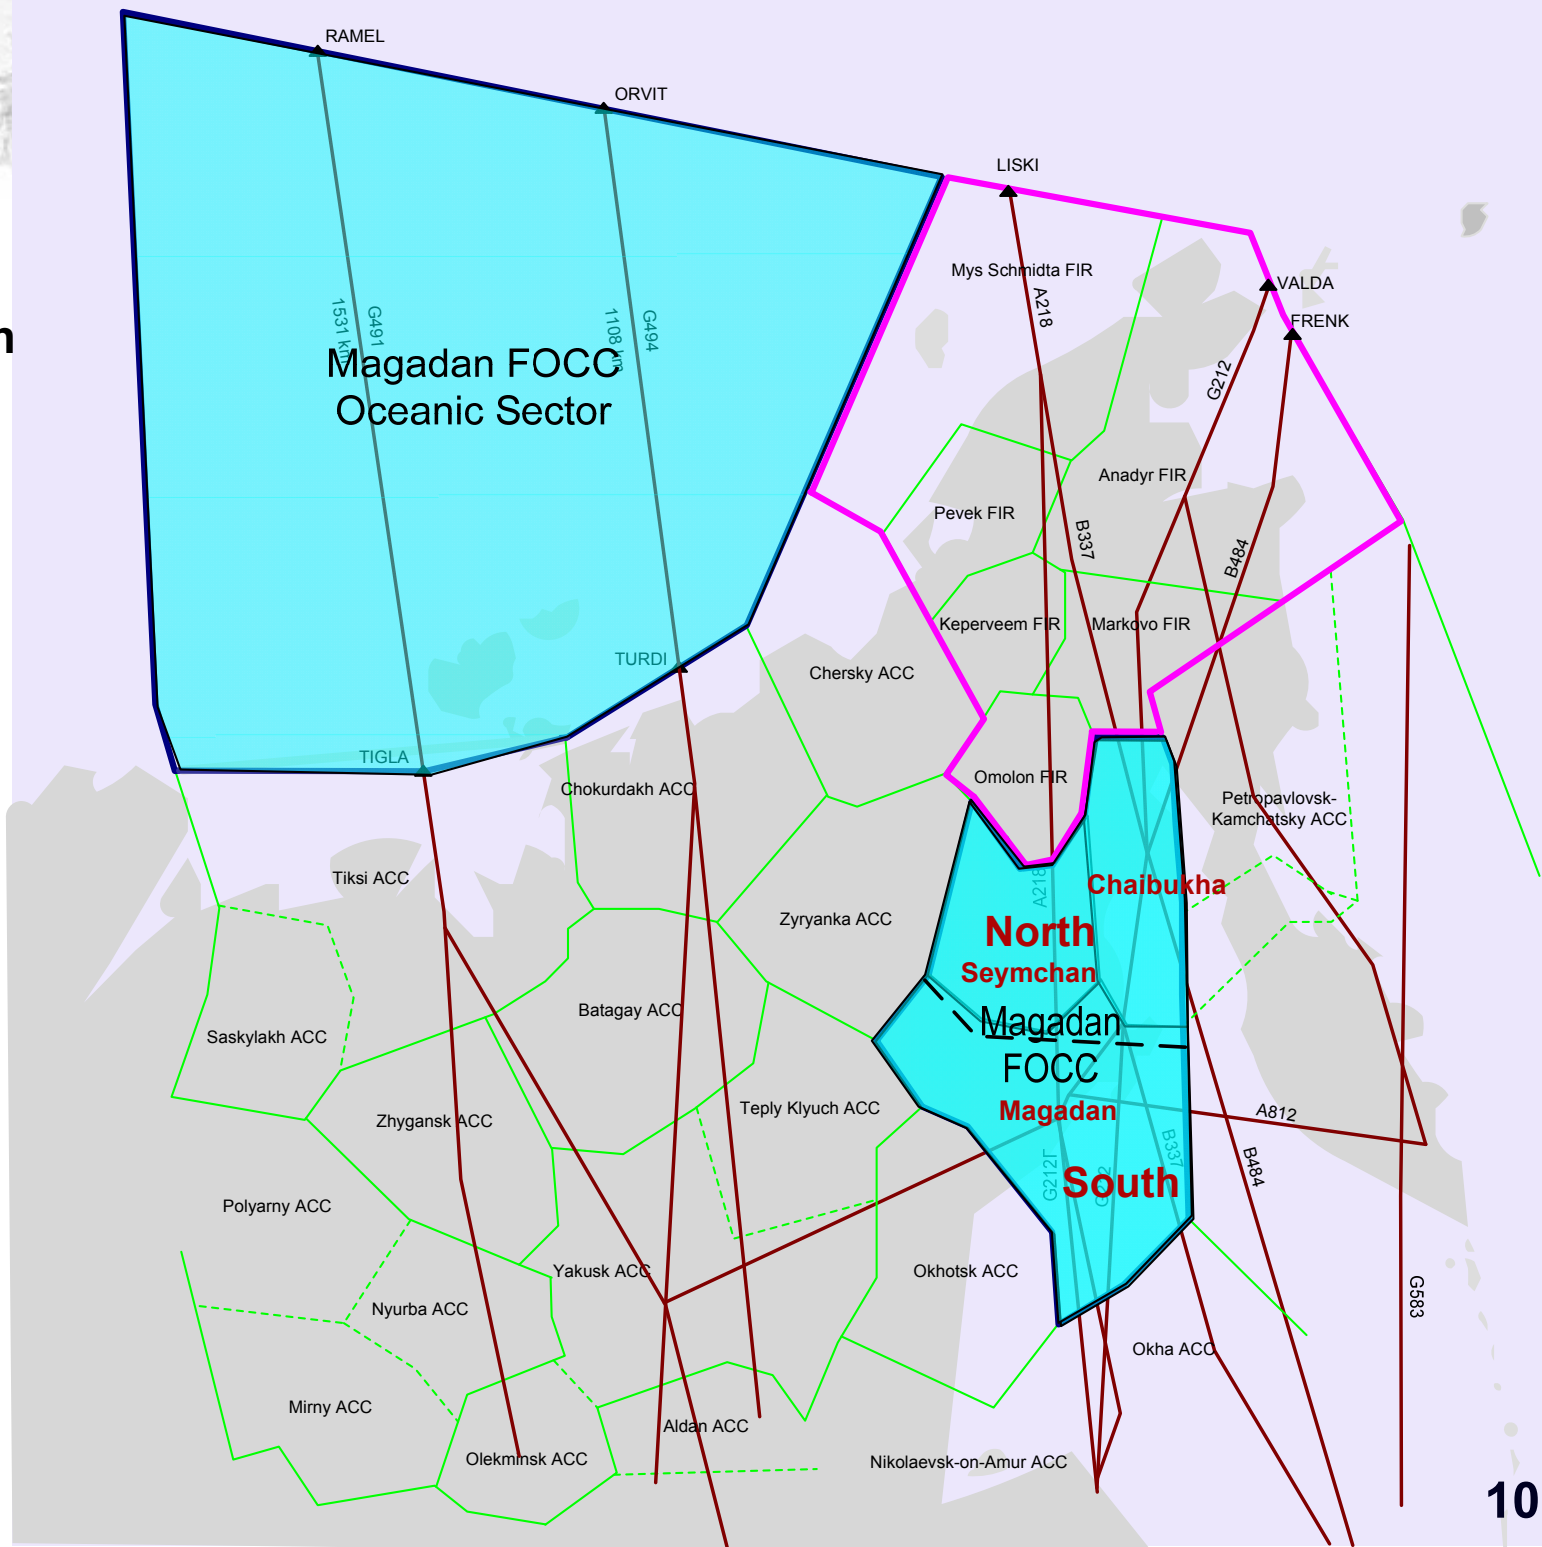 RAMEL
ORVIT
LISKI
Mys Schmidta FIR
VALDA
FRENK
A218
G491
1531 km
G494
1108 km
n
Magadan FOCC
Oceanic Sector
G212
Anadyr FIR
Pevek FIR
B337
B484
Keperveem FIR
Markovo FIR
TURDI
Chersky ACC
TIGLA
Omolon FIR
Chokurdakh ACC
Petropavlovsk-
Kamchatsky ACC
Tiksi ACC
A218
Chaibukha
Zyryanka ACC
North
Seymchan
Batagay ACC
Magadan
FOCC
Saskylakh ACC
Magadan
Teply Klyuch ACC
A812
Zhygansk ACC
B337
B484
G212Г
South
Polyarny ACC
Yakusk ACC
Okhotsk ACC
Nyurba ACC
G583
Okha ACC
Mirny ACC
Aldan ACC
Olekminsk ACC
Nikolaevsk-on-Amur ACC
10